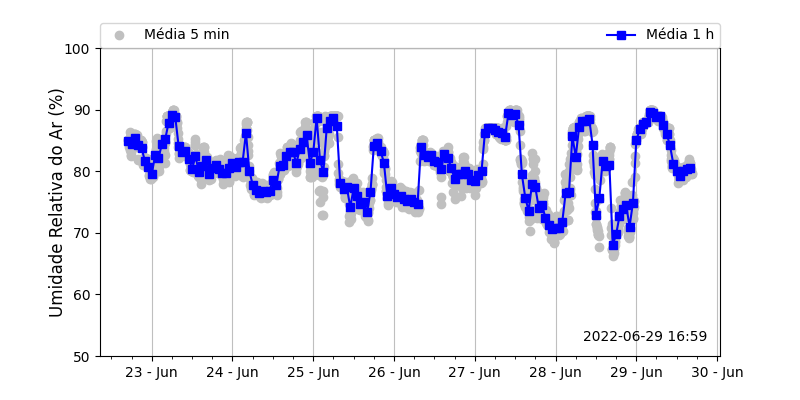 Média 5 min
Média 1 h
Umidade Relativa do Ar (%)
100
90
80
70
60
50
2022-06-29 16:59
23 - Jun
24 - Jun
25 - Jun
26 - Jun
27 - Jun
28 - Jun
29 - Jun
30 - Jun